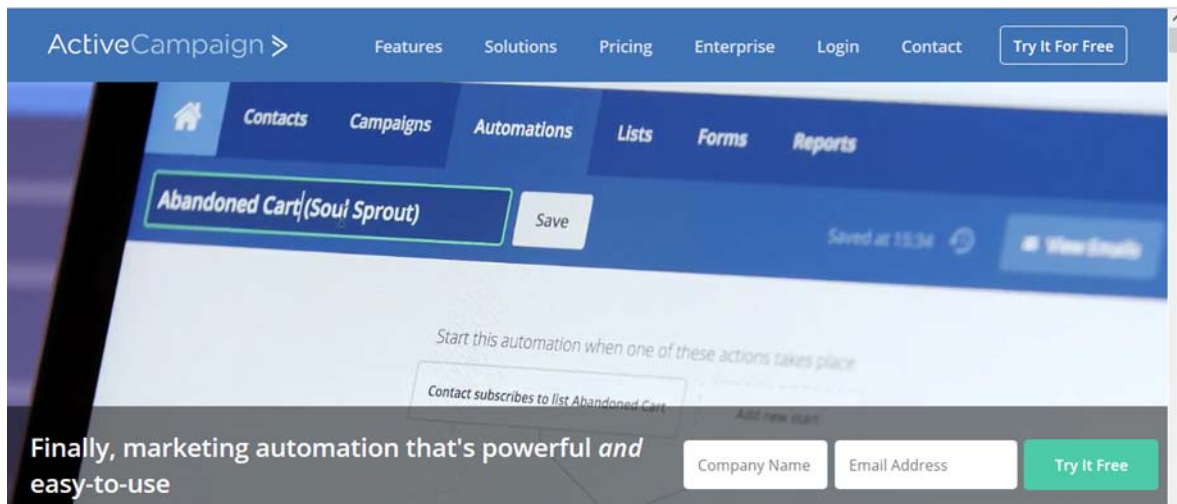 ActiveCampaign >
Features Solutions Pricing Enterprise Login Contact Try It For Free
Contacts Campaigns Automations Lists Forms Reports
Abandoned Cart (Soul Sprout) Save
Saved at 15:34 View Emails
Start this automation when one of these actions takes place
Contact subscribes to list Abandoned Cart Add new start
Finally, marketing automation that's powerful and
easy-to-use
Company Name Email Address Try It Free